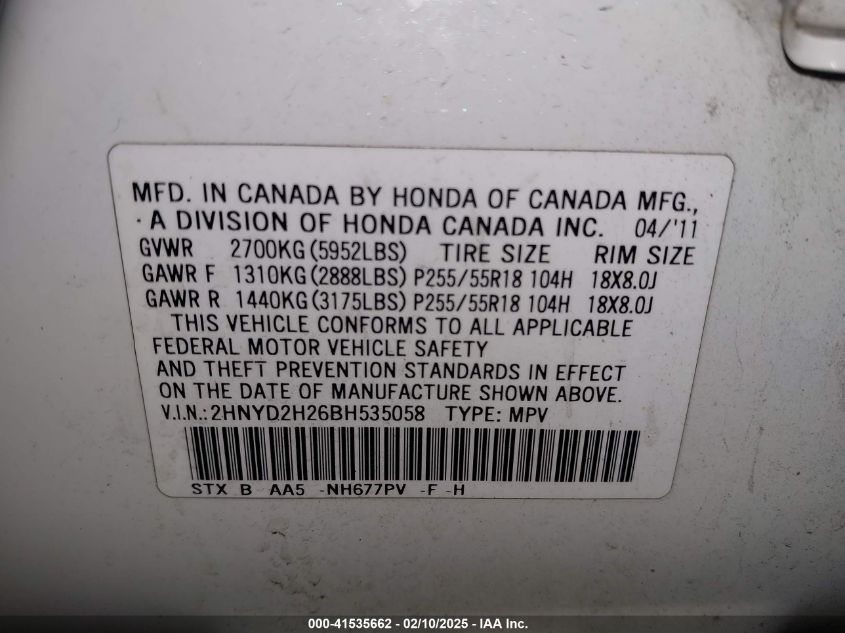 MFD. IN CANADA BY HONDA OF CANADA MFG.,
A DIVISION OF HONDA CANADA INC. 04/'11
GVWR 2700KG (5952LBS) TIRE SIZE RIM SIZE
GAWR F 1310KG (2888LBS) P255/55R18 104H 18X8.0J
GAWR R 1440KG (3175LBS) P255/55R18 104H 18X8.0J
THIS VEHICLE CONFORMS TO ALL APPLICABLE
FEDERAL MOTOR VEHICLE SAFETY
AND THEFT PREVENTION STANDARDS IN EFFECT
ON THE DATE OF MANUFACTURE SHOWN ABOVE.
V.I.N.: 2HNYD2H26BH535058 TYPE: MPV
STX B AA5 -NH677PV -F -H
000-41535662 - 02/10/2025 - IAA Inc.